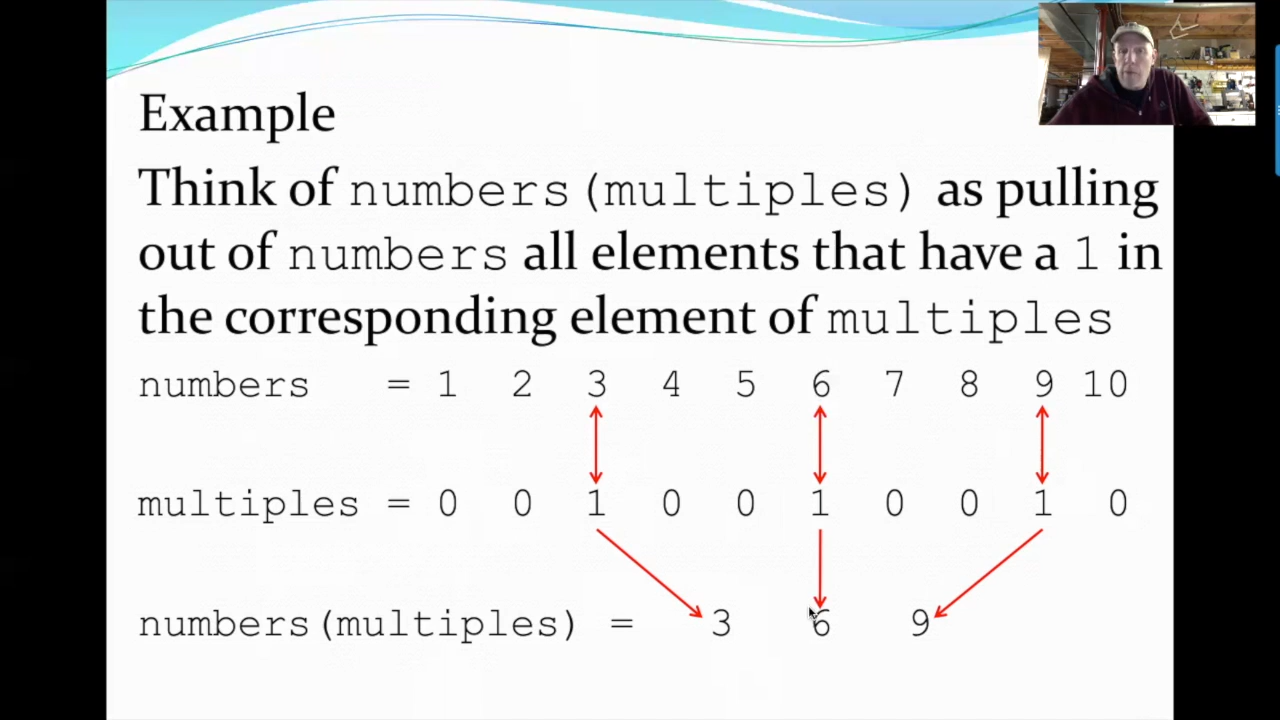 Example
Think of numbers(multiples) as pulling
out of numbers all elements that have a 1 in
the corresponding element of multiples
numbers = 1 2 3 4 5 6 7 8 9 10
multiples = 0 0 1 0 0 1 0 0 1 0
numbers(multiples) = 3 6 9